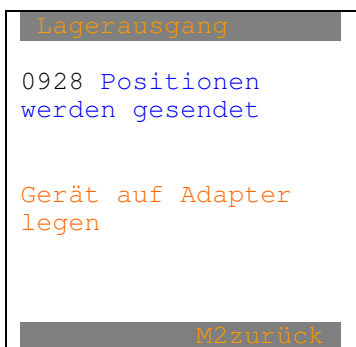 Lagerausgang
0928 Positionen
werden gesendet
Gerät auf Adapter
legen
M2zurück